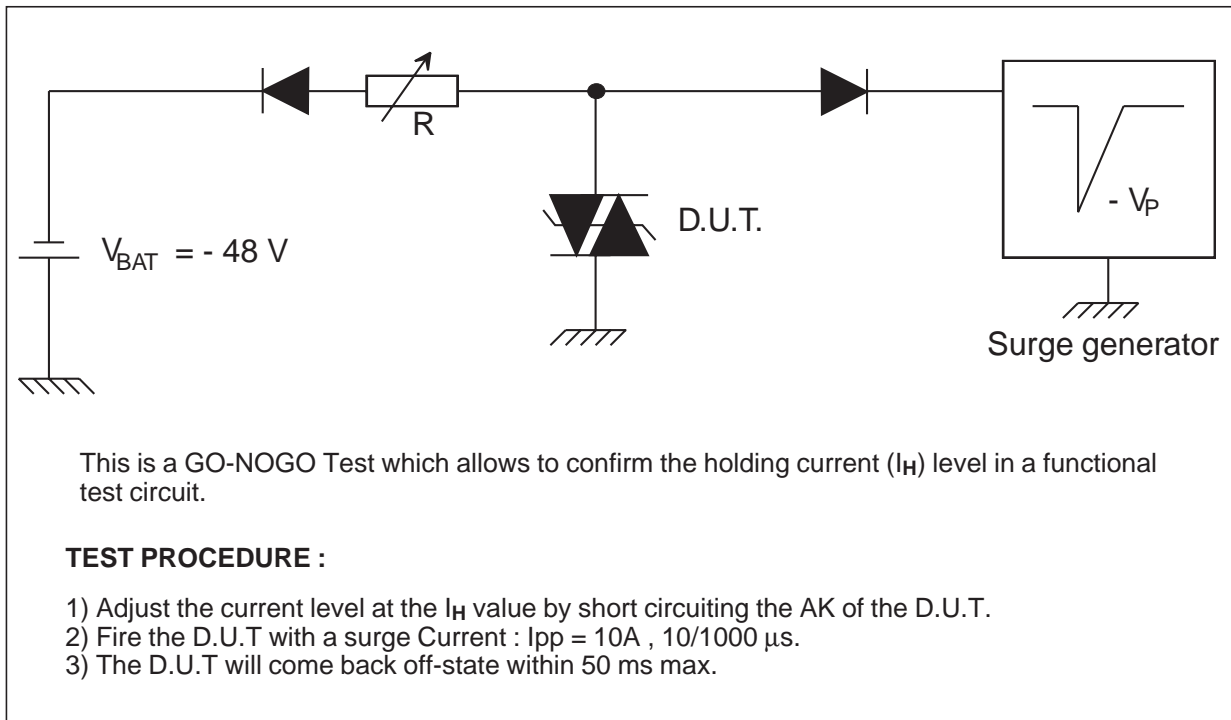 R
D.U.T.
- VP
VBAT = - 48 V
Surge generator
This is a GO-NOGO Test which allows to confirm the holding current (IH) level in a functional
test circuit.
TEST PROCEDURE :
1) Adjust the current level at the IH value by short circuiting the AK of the D.U.T.
2) Fire the D.U.T with a surge Current : Ipp = 10A , 10/1000 µs.
3) The D.U.T will come back off-state within 50 ms max.